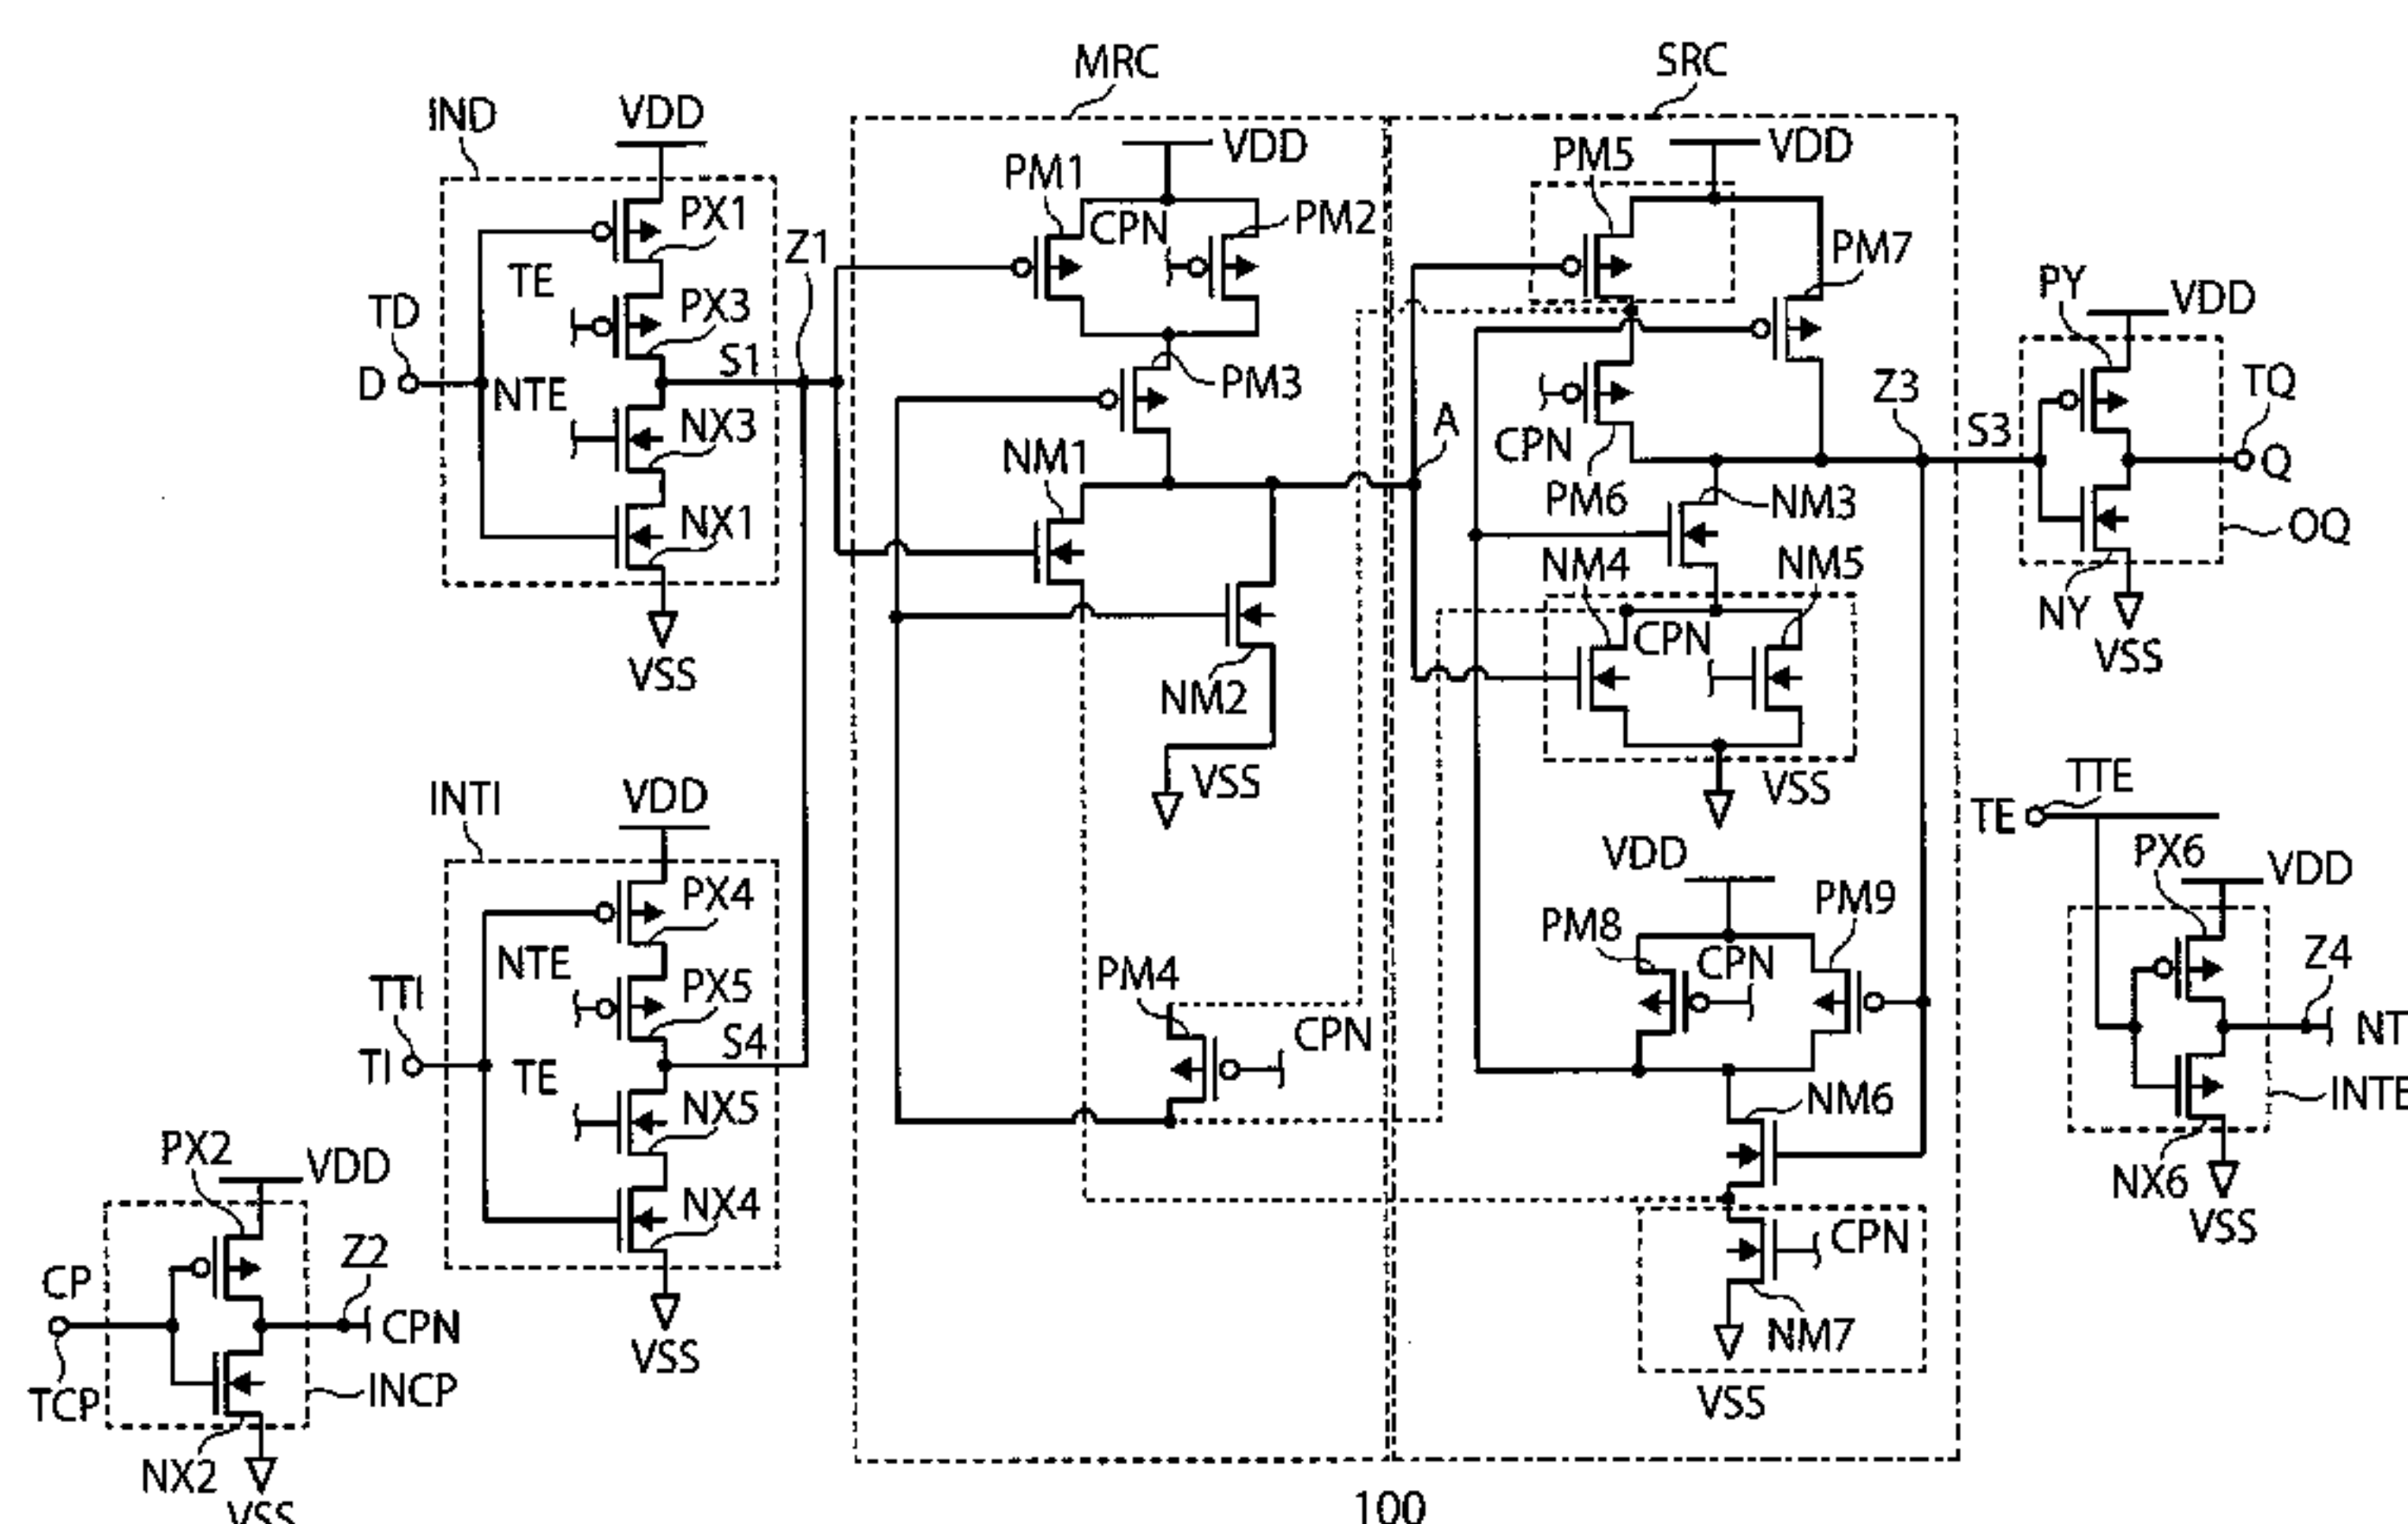 MRC
SRC
IND
VDD
VDD
VDD
PM1
CPN
PM2
PM5
PM7
PX1
TE
PX3
TD
D
S1
Z1
NTE
NX3
NX1
VSS
PM3
NM1
A
CPN
PM6
Z3
S3
PY
VDD
TQ
Q
NM3
NM4
NM5
CPN
NY
OQ
VSS
NM2
VSS
VSS
INTI
VDD
PX4
NTE
PX5
TTI
TI
S4
TE
NX5
NX4
VSS
PM4
CPN
VDD
PM8
CPN
PM9
NM6
CPN
NM7
VSS
TTE
TE
PX6
VDD
Z4
NT
INTE
NX6
VSS
PX2
VDD
CP
Z2
CPN
TCP
INCP
NX2
VSS
100